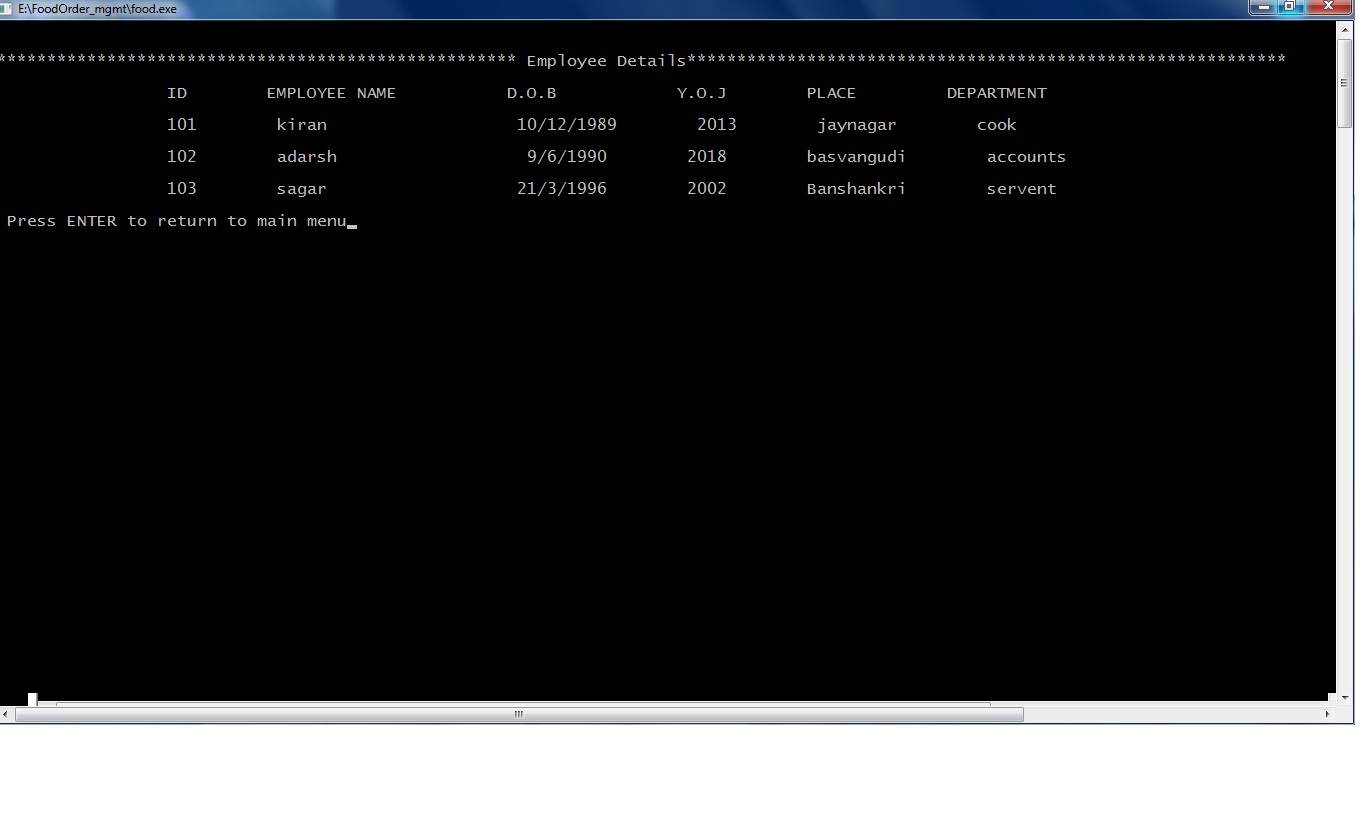 E:\FoodOrder_mgmt\food.exe
**************************************************** Employee Details************************************************************
ID EMPLOYEE NAME D.O.B Y.O.J PLACE DEPARTMENT
101 kiran 10/12/1989 2013 jaynagar cook
102 adarsh 9/6/1990 2018 basvangudi accounts
103 sagar 21/3/1996 2002 Banshankri servent
Press ENTER to return to main menu